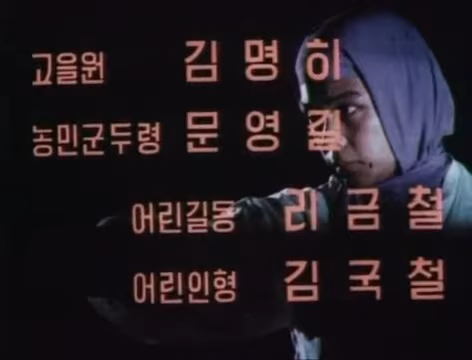 고을원 김명히
농민군두령 문영길
어린길동 리금철
어린인형 김국철